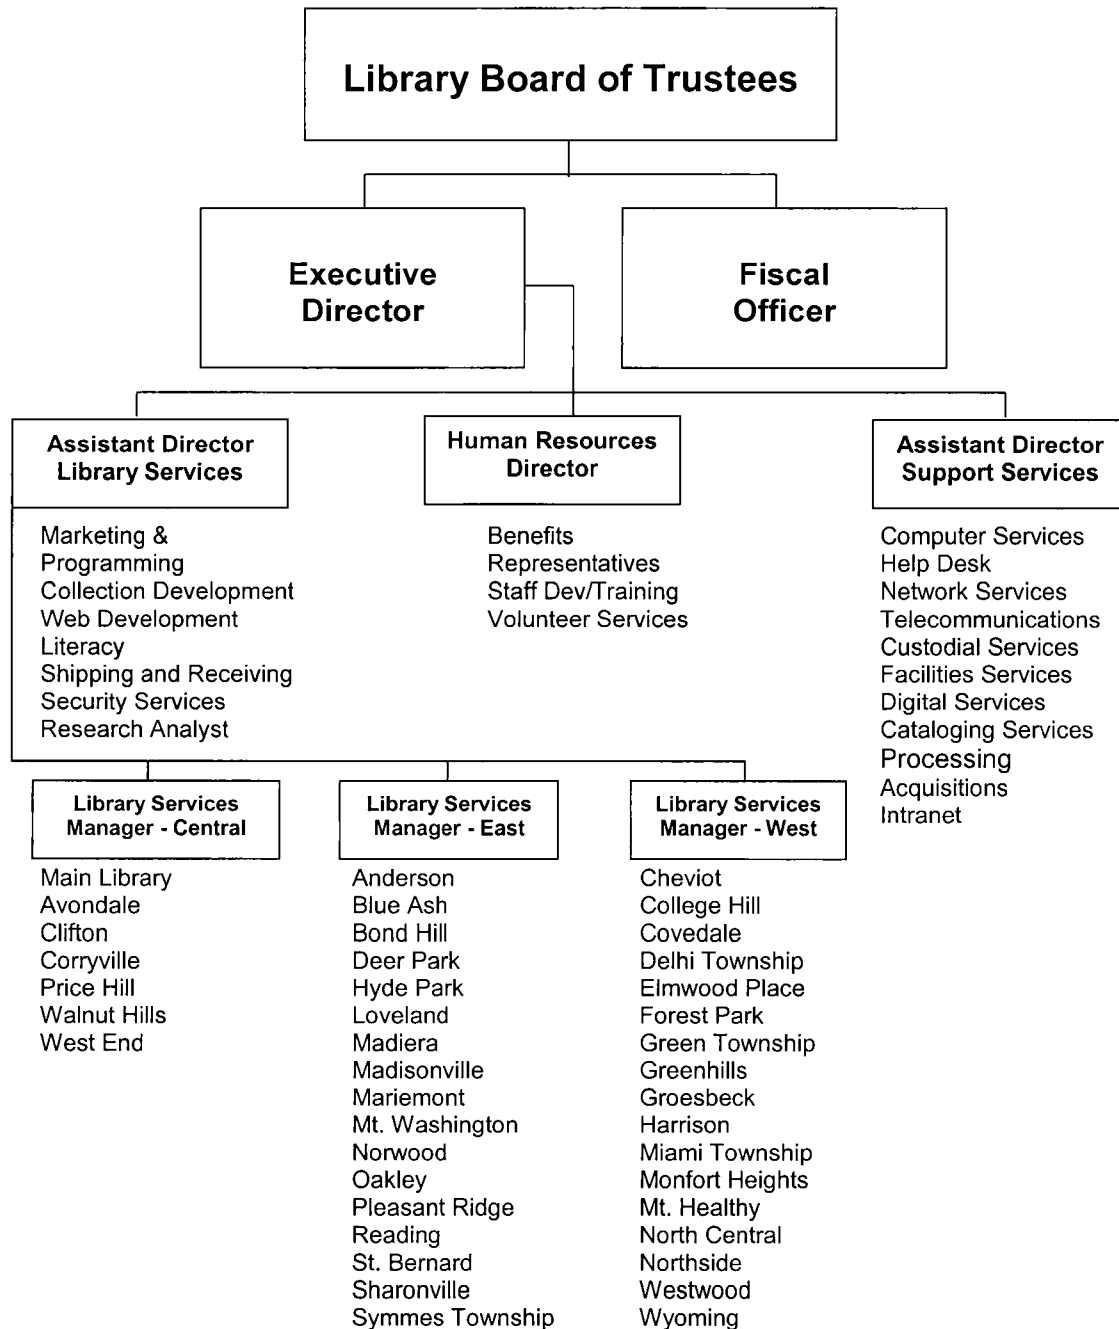 Library Board of Trustees
Executive
Director
Fiscal
Officer
Assistant Director
Library Services
Human Resources
Director
Assistant Director
Support Services
Marketing &
Programming
Collection Development
Web Development
Literacy
Shipping and Receiving
Security Services
Research Analyst
Benefits
Representatives
Staff Dev/Training
Volunteer Services
Computer Services
Help Desk
Network Services
Telecommunications
Custodial Services
Facilities Services
Digital Services
Cataloging Services
Processing
Acquisitions
Intranet
Library Services
Manager - Central
Main Library
Avondale
Clifton
Corryville
Price Hill
Walnut Hills
West End
Library Services
Manager - East
Anderson
Blue Ash
Bond Hill
Deer Park
Hyde Park
Loveland
Madiera
Madisonville
Mariemont
Mt. Washington
Norwood
Oakley
Pleasant Ridge
Reading
St. Bernard
Sharonville
Symmes Township
Library Services
Manager - West
Cheviot
College Hill
Covedale
Delhi Township
Elmwood Place
Forest Park
Green Township
Greenhills
Groesbeck
Harrison
Miami Township
Monfort Heights
Mt. Healthy
North Central
Northside
Westwood
Wyoming